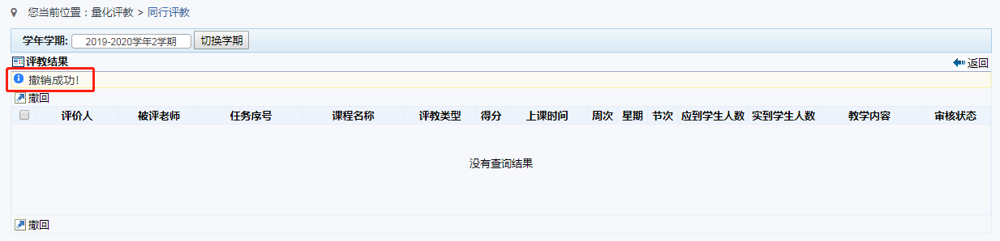 您当前位置：量化评教 > 同行评教
学年学期: 2019-2020学年2学期 切换学期
评教结果 返回
撤销成功！
撤回
评价人 被评老师 任务序号 课程名称 评教类型 得分 上课时间 周次 星期 节次 应到学生人数 实到学生人数 教学内容 审核状态
没有查询结果
撤回